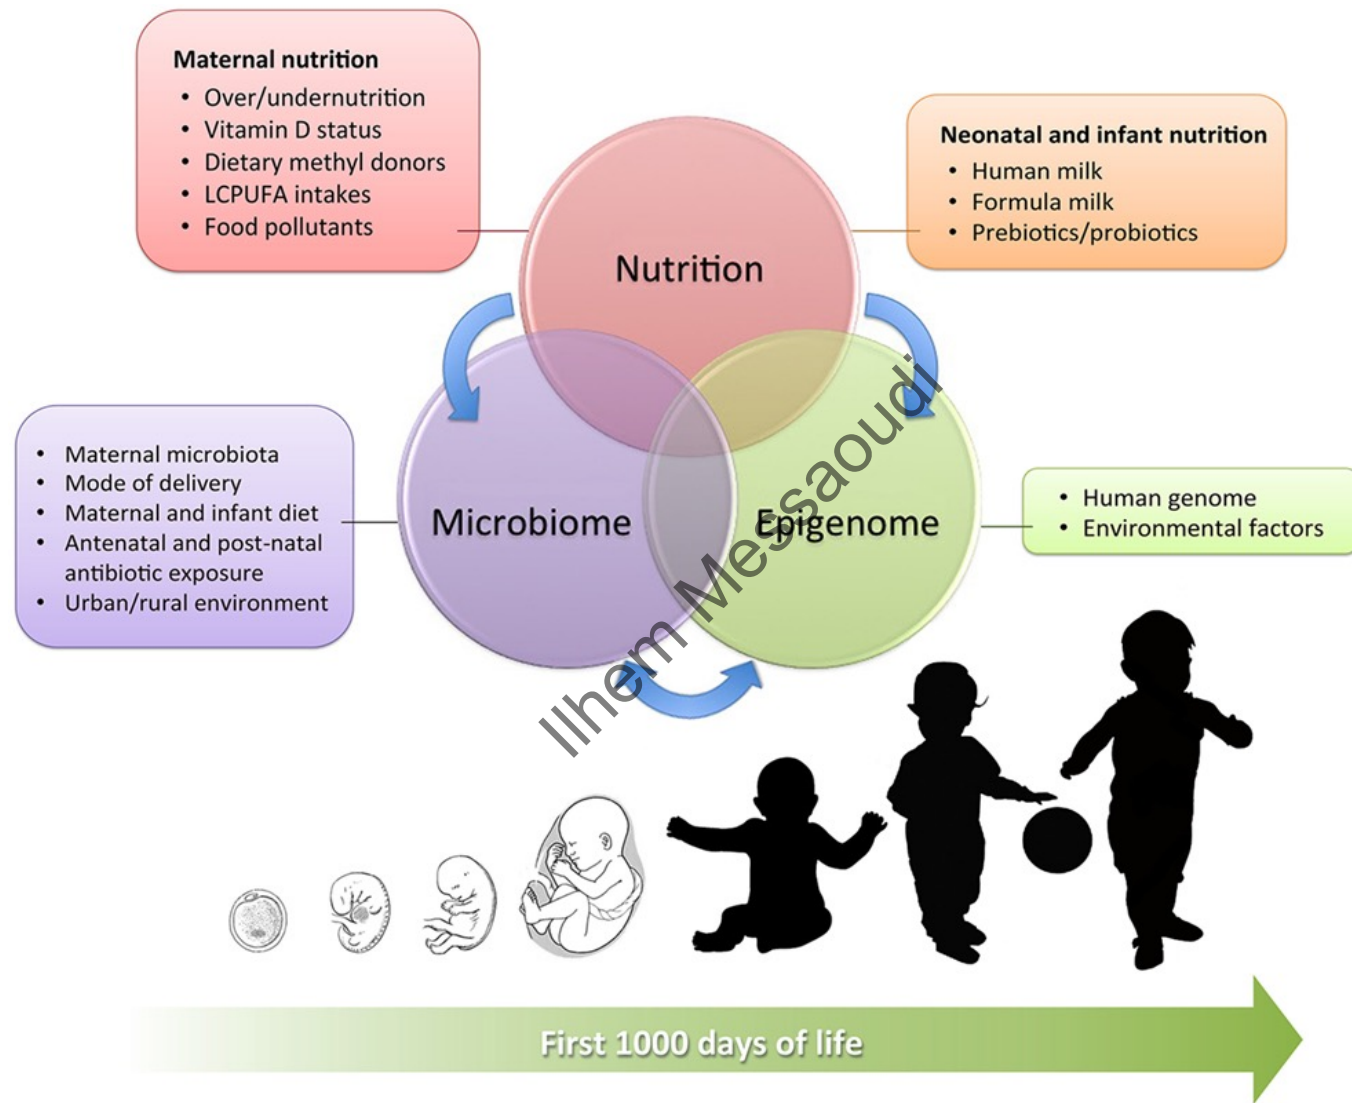 Maternal nutrition
• Over/undernutrition
• Vitamin D status
• Dietary methyl donors
• LCPUFA intakes
• Food pollutants
Neonatal and infant nutrition
• Human milk
• Formula milk
• Prebiotics/probiotics
Nutrition
• Maternal microbiota
• Mode of delivery
• Maternal and infant diet
• Antenatal and post-natal
antibiotic exposure
• Urban/rural environment
Microbiome
Epigenome
• Human genome
• Environmental factors
Ilhem Messaoudi
First 1000 days of life